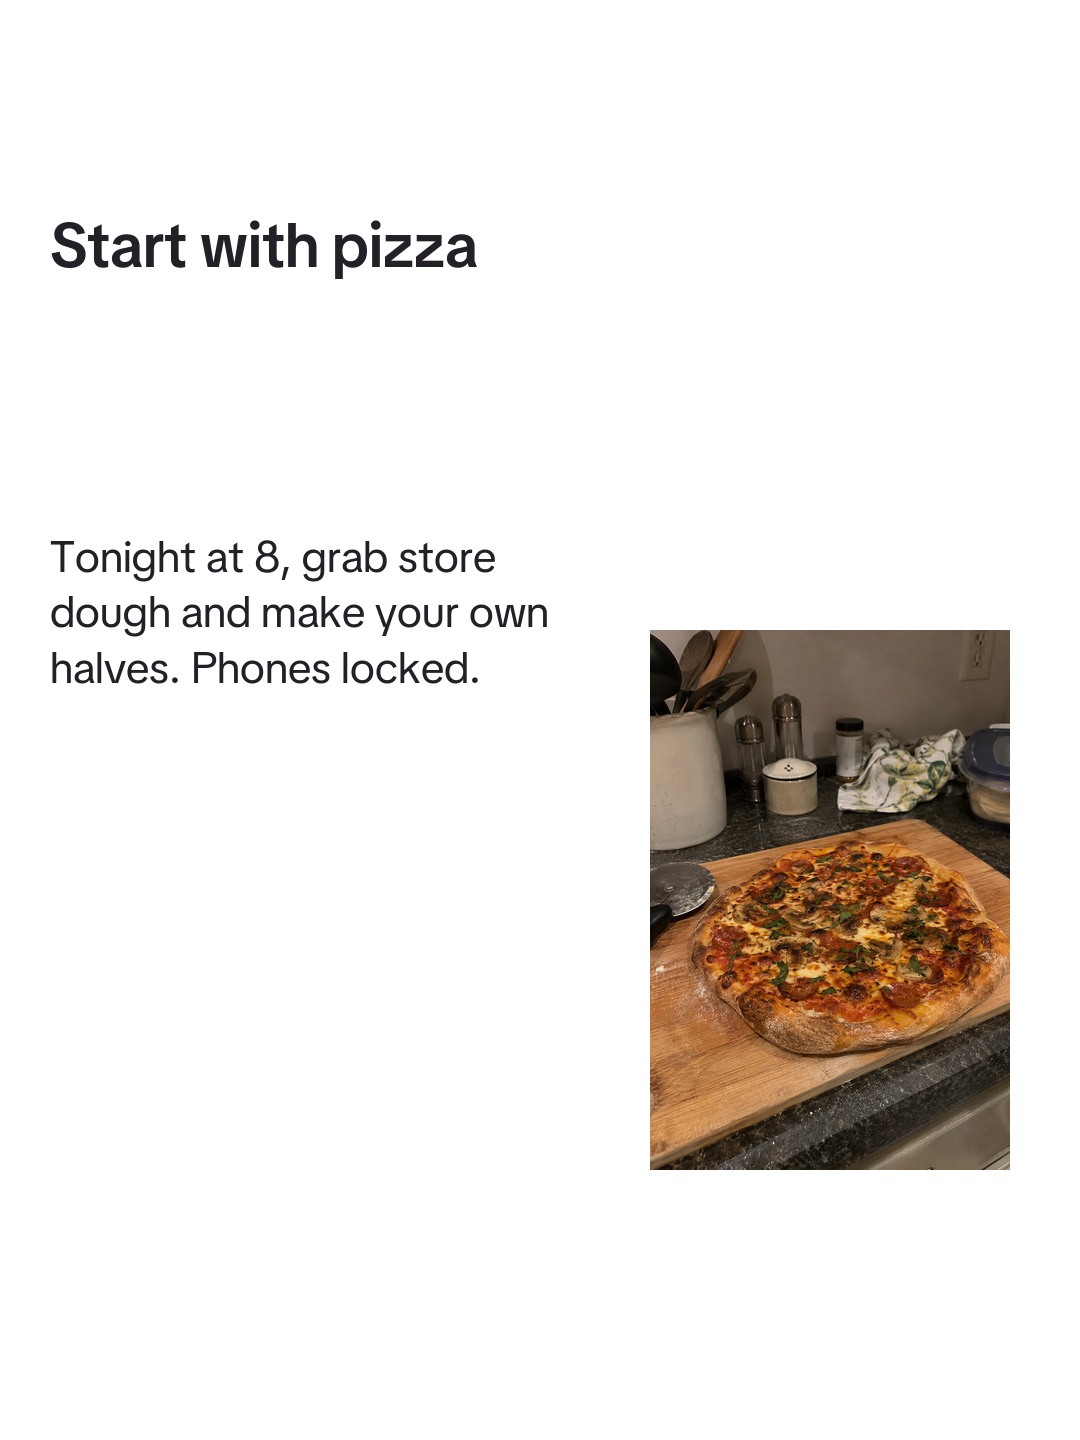 Start with pizza
Tonight at 8, grab store
dough and make your own
halves. Phones locked.